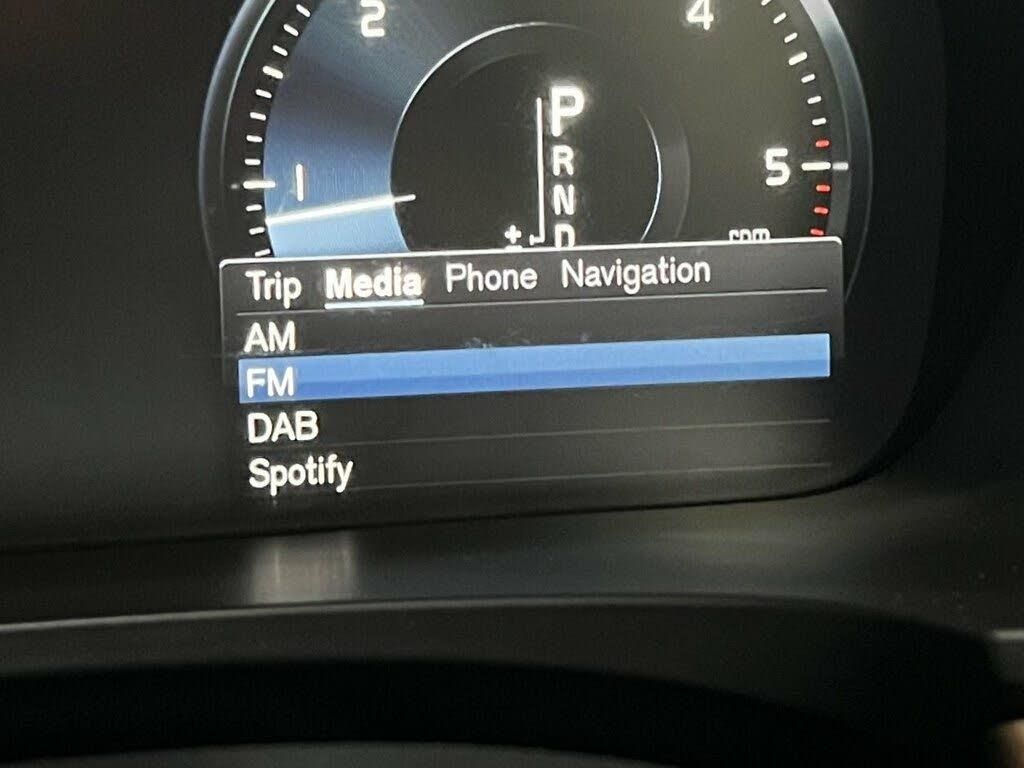 2 4
P
R
1 5
N
± D rpm
Trip Media Phone Navigation
AM
FM
DAB
Spotify